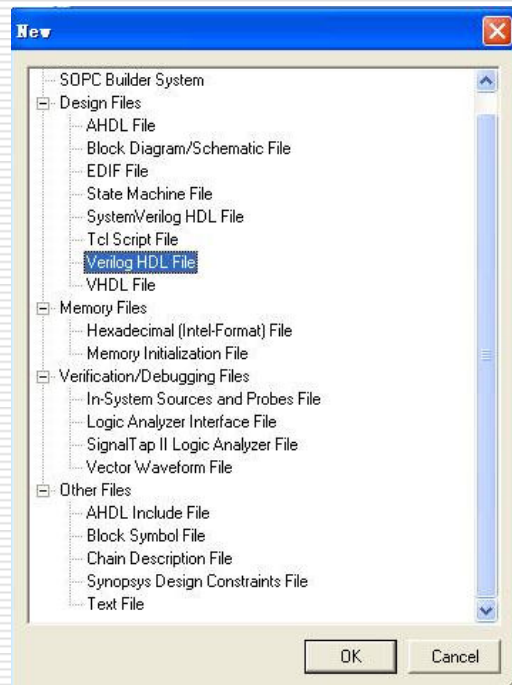 New
SOPC Builder System
Design Files
AHDL File
Block Diagram/Schematic File
EDIF File
State Machine File
SystemVerilog HDL File
Tcl Script File
Verilog HDL File
VHDL File
Memory Files
Hexadecimal (Intel-Format) File
Memory Initialization File
Verification/Debugging Files
In-System Sources and Probes File
Logic Analyzer Interface File
SignalTap II Logic Analyzer File
Vector Waveform File
Other Files
AHDL Include File
Block Symbol File
Chain Description File
Synopsys Design Constraints File
Text File
OK Cancel